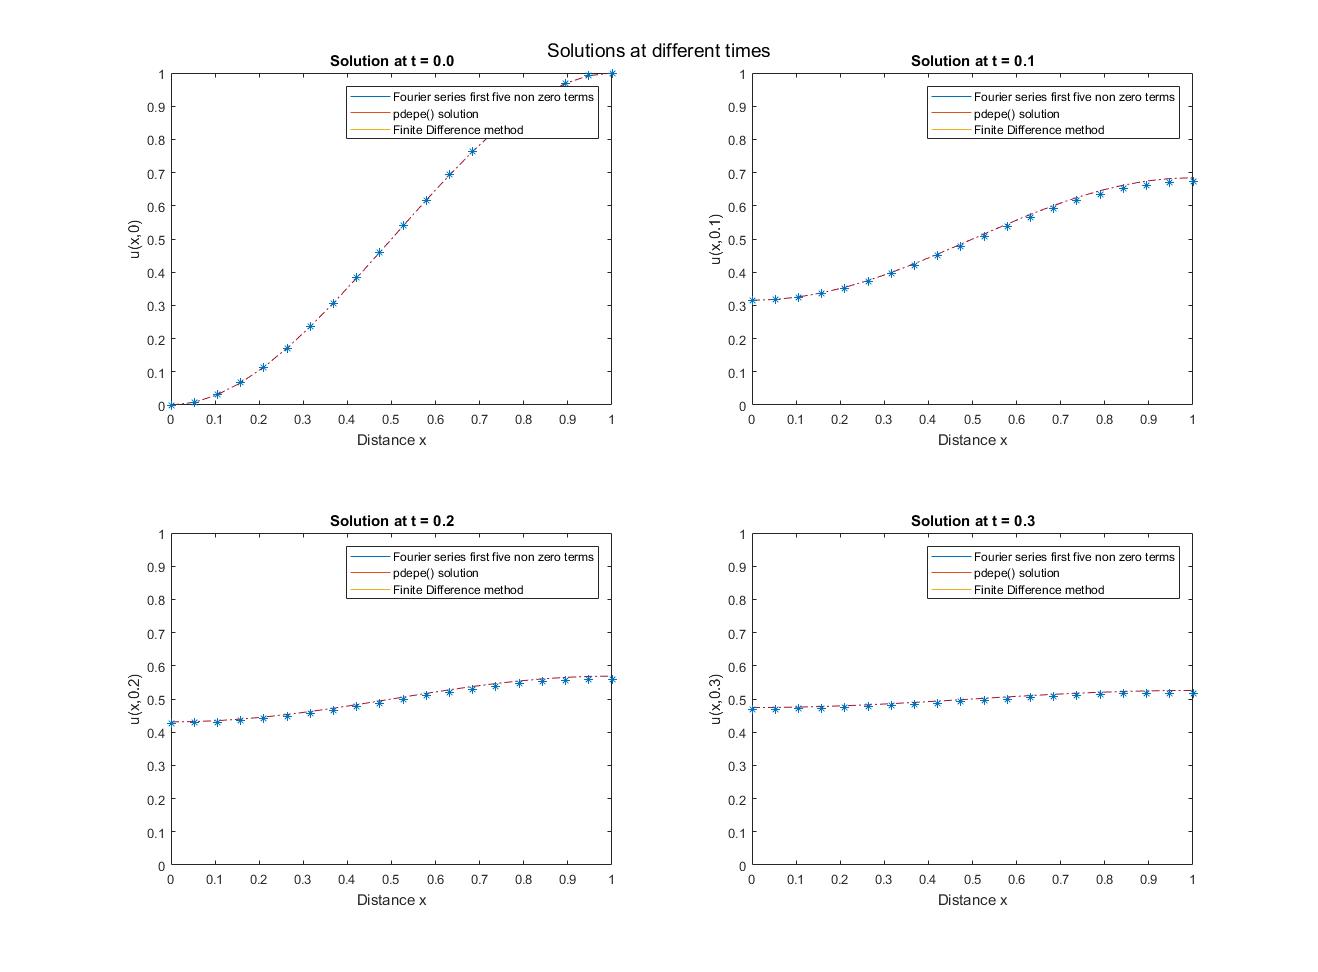 Solutions at different times
Solution at t = 0.0
1
0.9
0.8
0.7
0.6
0.5
0.4
0.3
0.2
0.1
0
u(x,0)
Fourier series first five non zero terms
pdepe() solution
Finite Difference method
0 0.1 0.2 0.3 0.4 0.5 0.6 0.7 0.8 0.9 1
Distance x
Solution at t = 0.1
1
0.9
0.8
0.7
0.6
0.5
0.4
0.3
0.2
0.1
0
u(x,0.1)
Fourier series first five non zero terms
pdepe() solution
Finite Difference method
0 0.1 0.2 0.3 0.4 0.5 0.6 0.7 0.8 0.9 1
Distance x
Solution at t = 0.2
1
0.9
0.8
0.7
0.6
0.5
0.4
0.3
0.2
0.1
0
u(x,0.2)
Fourier series first five non zero terms
pdepe() solution
Finite Difference method
0 0.1 0.2 0.3 0.4 0.5 0.6 0.7 0.8 0.9 1
Distance x
Solution at t = 0.3
1
0.9
0.8
0.7
0.6
0.5
0.4
0.3
0.2
0.1
0
u(x,0.3)
Fourier series first five non zero terms
pdepe() solution
Finite Difference method
0 0.1 0.2 0.3 0.4 0.5 0.6 0.7 0.8 0.9 1
Distance x